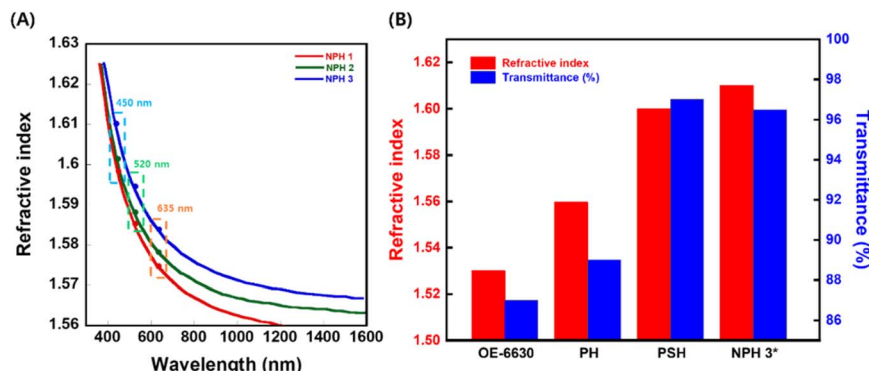 (A)
1.63
1.62
1.61
1.6
1.59
1.58
1.57
1.56
Refractive index
NPH 1
NPH 2
NPH 3
450 nm
520 nm
635 nm
400 600 800 1000 1200 1400 1600
Wavelength (nm)
(B)
1.62
1.60
1.58
1.56
1.53
1.52
1.50
Refractive index
Refractive index
Transmittance (%)
100
98
96
94
92
90
88
86
Transmittance
(%)
OE-6630 PH PSH NPH 3*